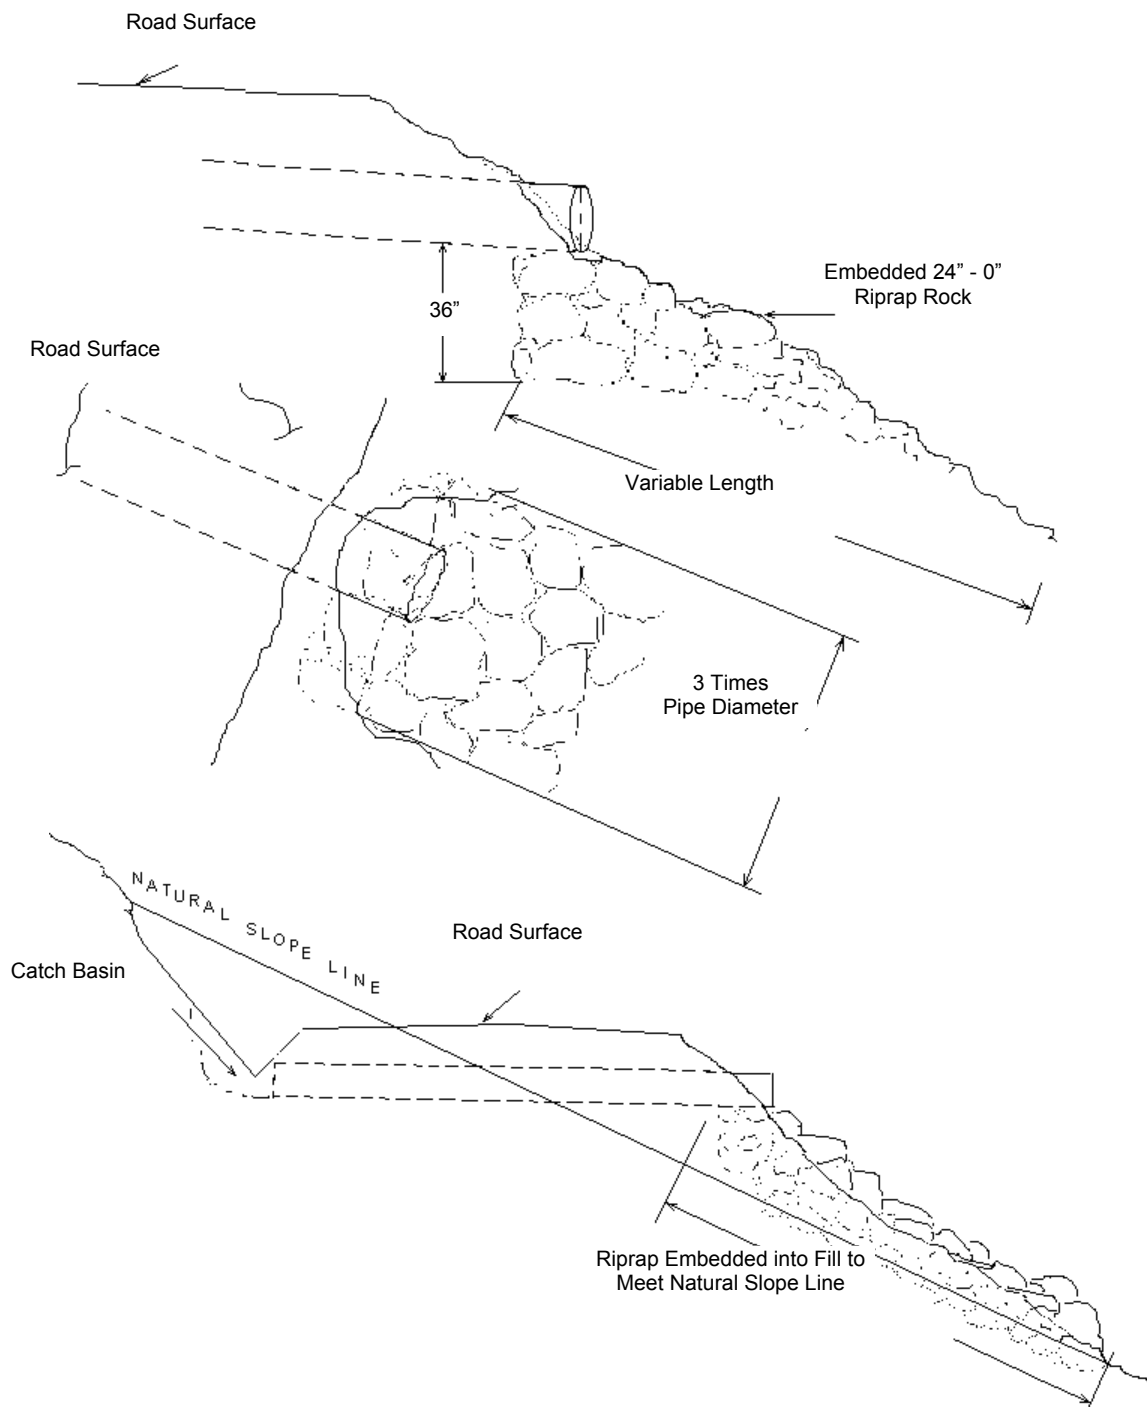 Road Surface
Embedded 24” - 0”
Riprap Rock
36”
Road Surface
Variable Length
3 Times
Pipe Diameter
NATURAL SLOPE LINE
Road Surface
Catch Basin
Riprap Embedded into Fill to
Meet Natural Slope Line